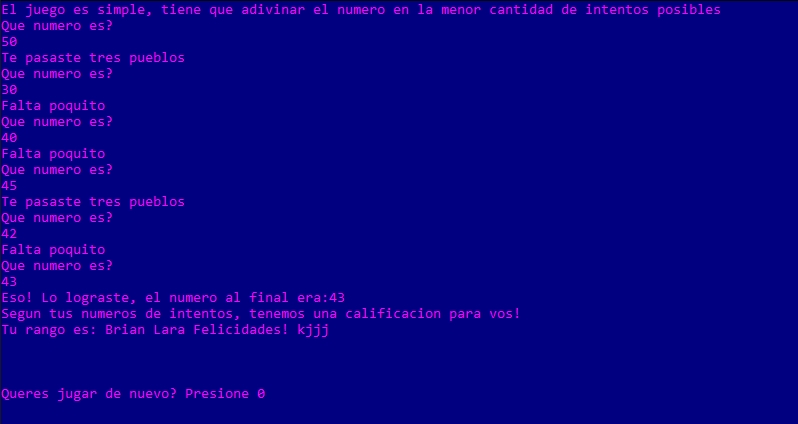 El juego es simple, tiene que adivinar el numero en la menor cantidad de intentos posibles
Que numero es?
50
Te pasaste tres pueblos
Que numero es?
30
Falta poquito
Que numero es?
40
Falta poquito
Que numero es?
45
Te pasaste tres pueblos
Que numero es?
42
Falta poquito
Que numero es?
43
Eso! Lo lograste, el numero al final era:43
Segun tus numeros de intentos, tenemos una calificacion para vos!
Tu rango es: Brian Lara Felicidades! kjjj
Queres jugar de nuevo? Presione 0